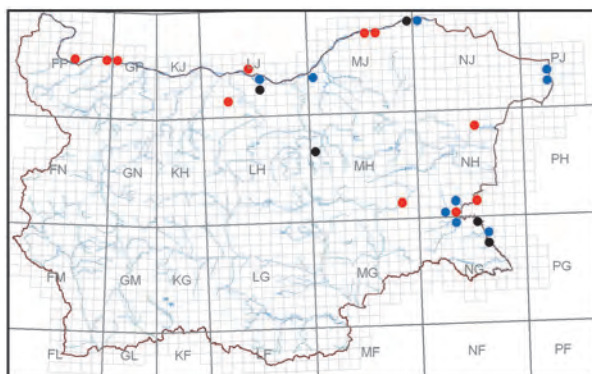 FP GP KJ LJ MJ NJ PJ
FN GN KH LH MH NH PH
FM GM KG LG MG NG PG
FL GL KF LF MF NF PF